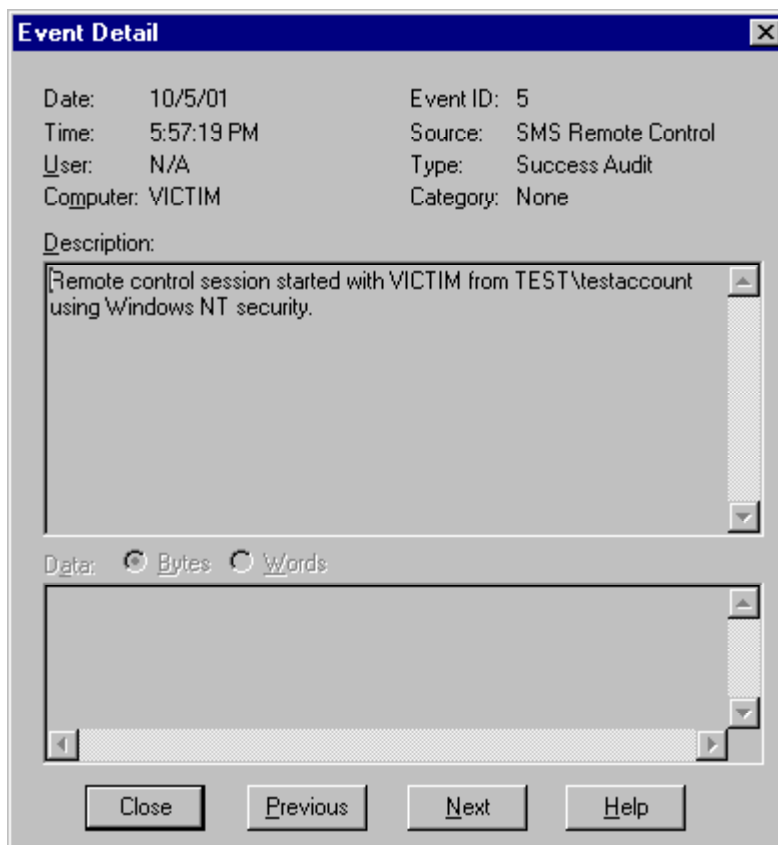 Event Detail
Date: 10/5/01 Event ID: 5
Time: 5:57:19 PM Source: SMS Remote Control
User: N/A Type: Success Audit
Computer: VICTIM Category: None
Description:
Remote control session started with VICTIM from TEST\testaccount
using Windows NT security.
Data: Bytes Words
Close Previous Next Help